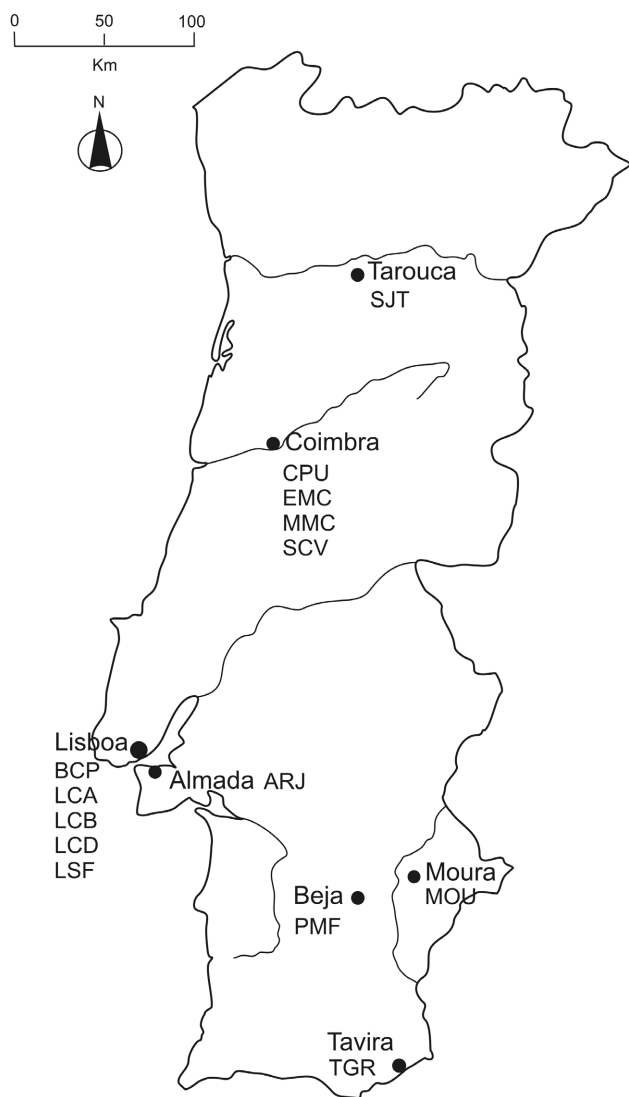 0 50 100
Km
N
Tarouca
SJT
Coimbra
CPU
EMC
MMC
SCV
Lisboa
BCP
LCA
LCB
LCD
LSF
Almada ARJ
Moura
MOU
Beja
PMF
Tavira
TGR